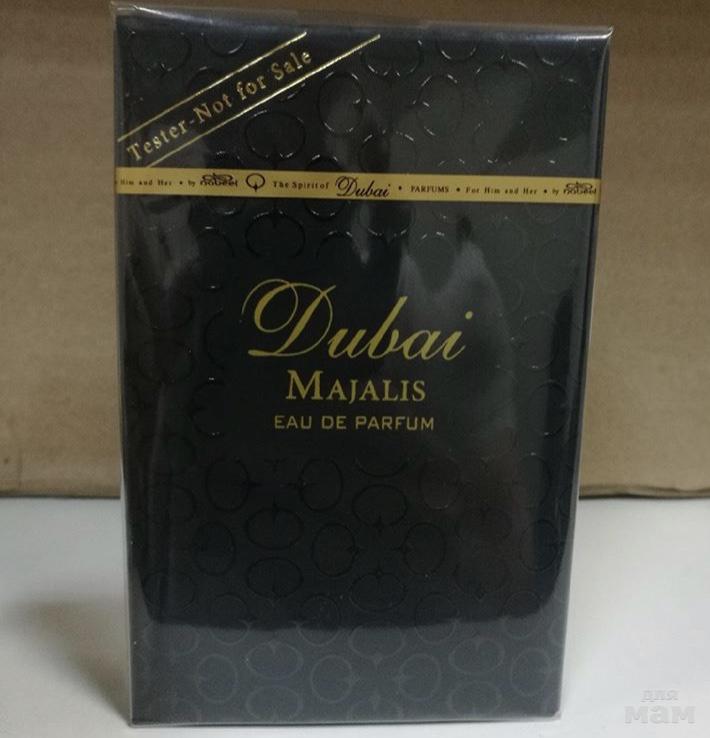 Tester-Not for Sale
Him and Her • by nabeel The Spirit of Dubai • PARFUMS • For Him and Her • by nabeel
Dubai
MAJALIS
EAU DE PARFUM
для
мам